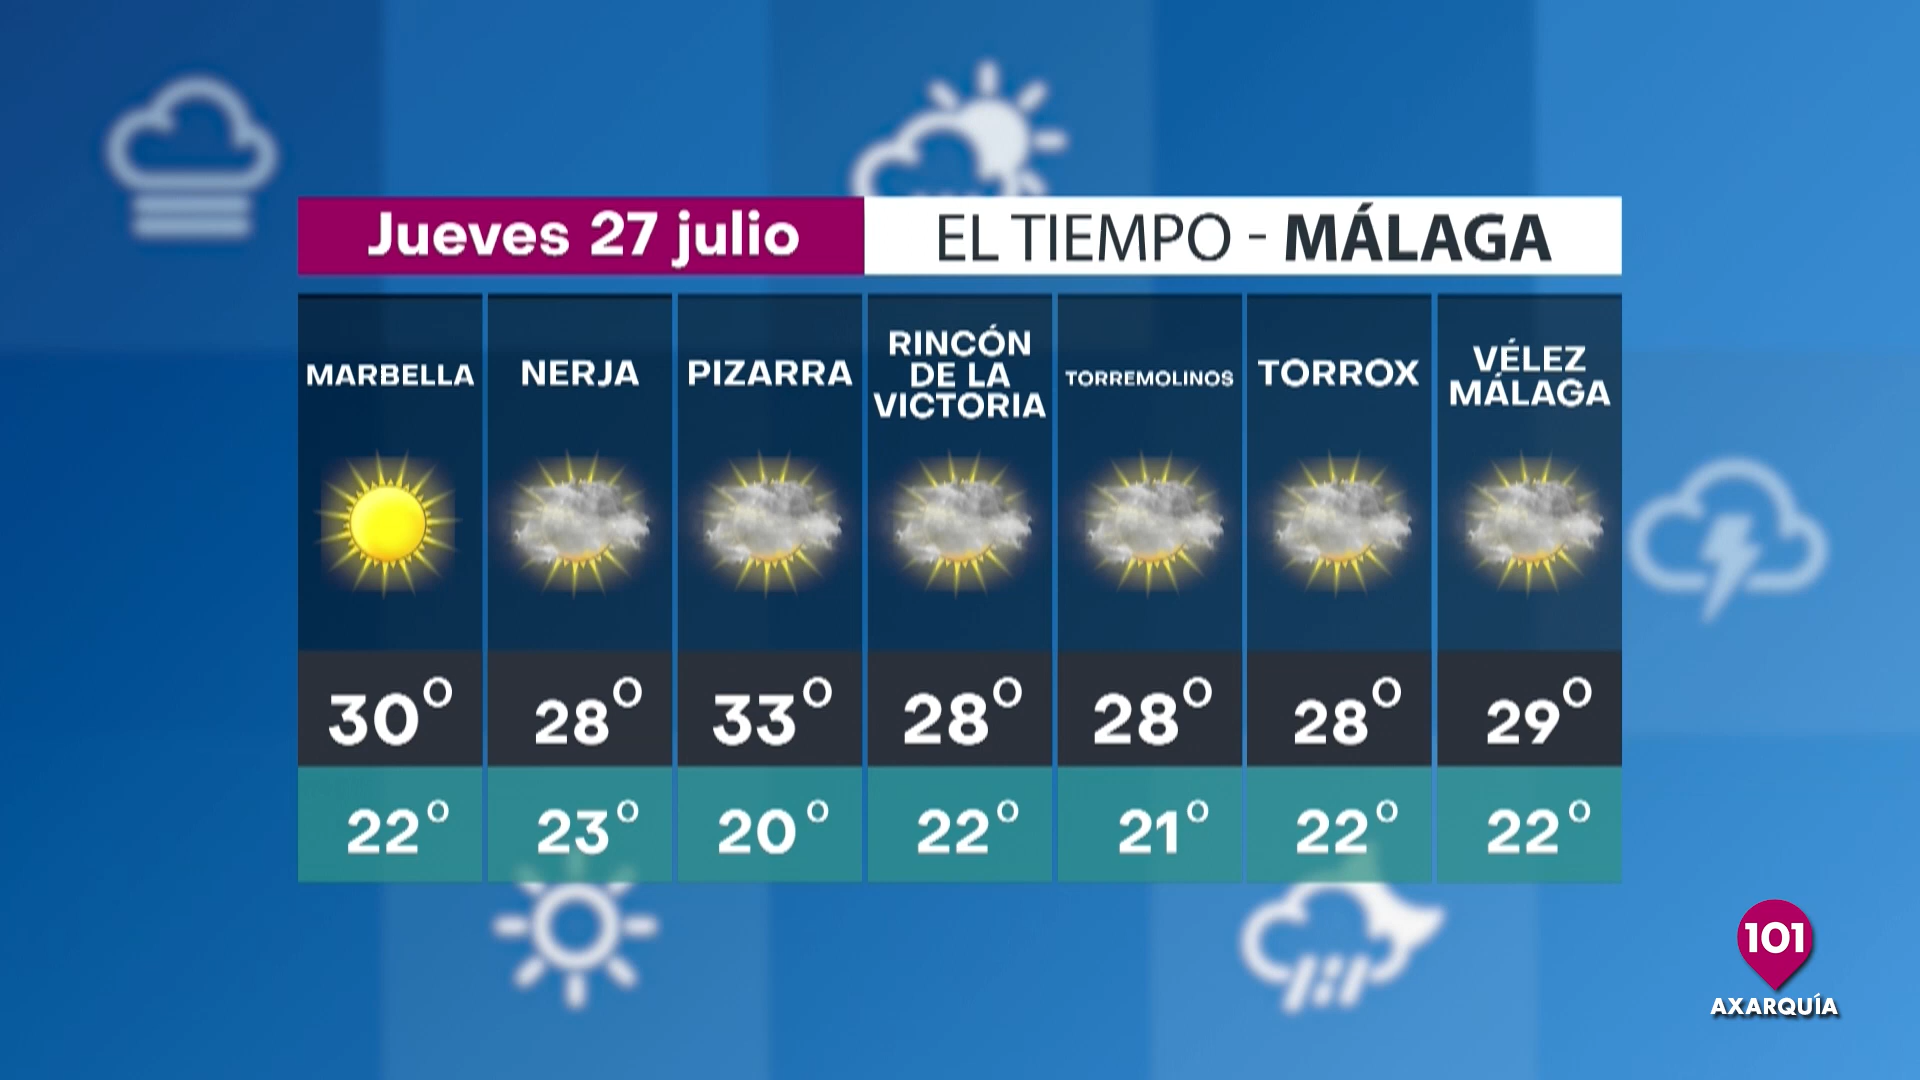 Jueves 27 julio
EL TIEMPO - MÁLAGA
MARBELLA
NERJA
PIZARRA
RINCÓN
DE LA
VICTORIA
TORREMOLINOS
TORROX
VÉLEZ
MÁLAGA
30° 28° 33° 28° 28° 28° 29°
22° 23° 20° 22° 21° 22° 22°
101
AXARQUÍA